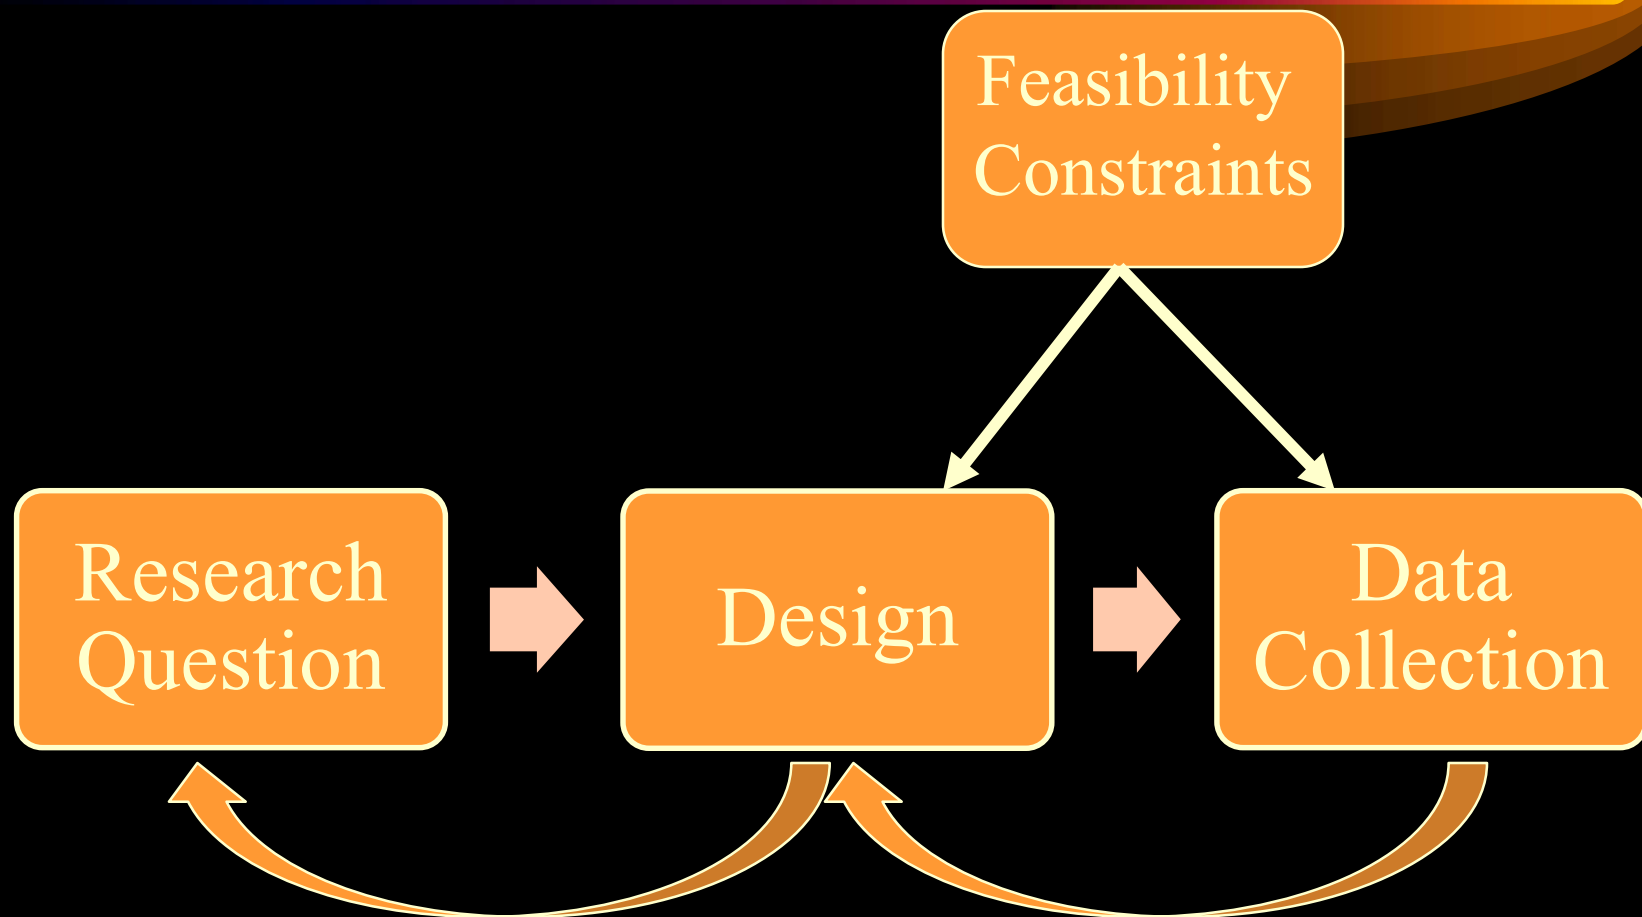 Feasibility
Constraints
Research
Question
Design
Data
Collection